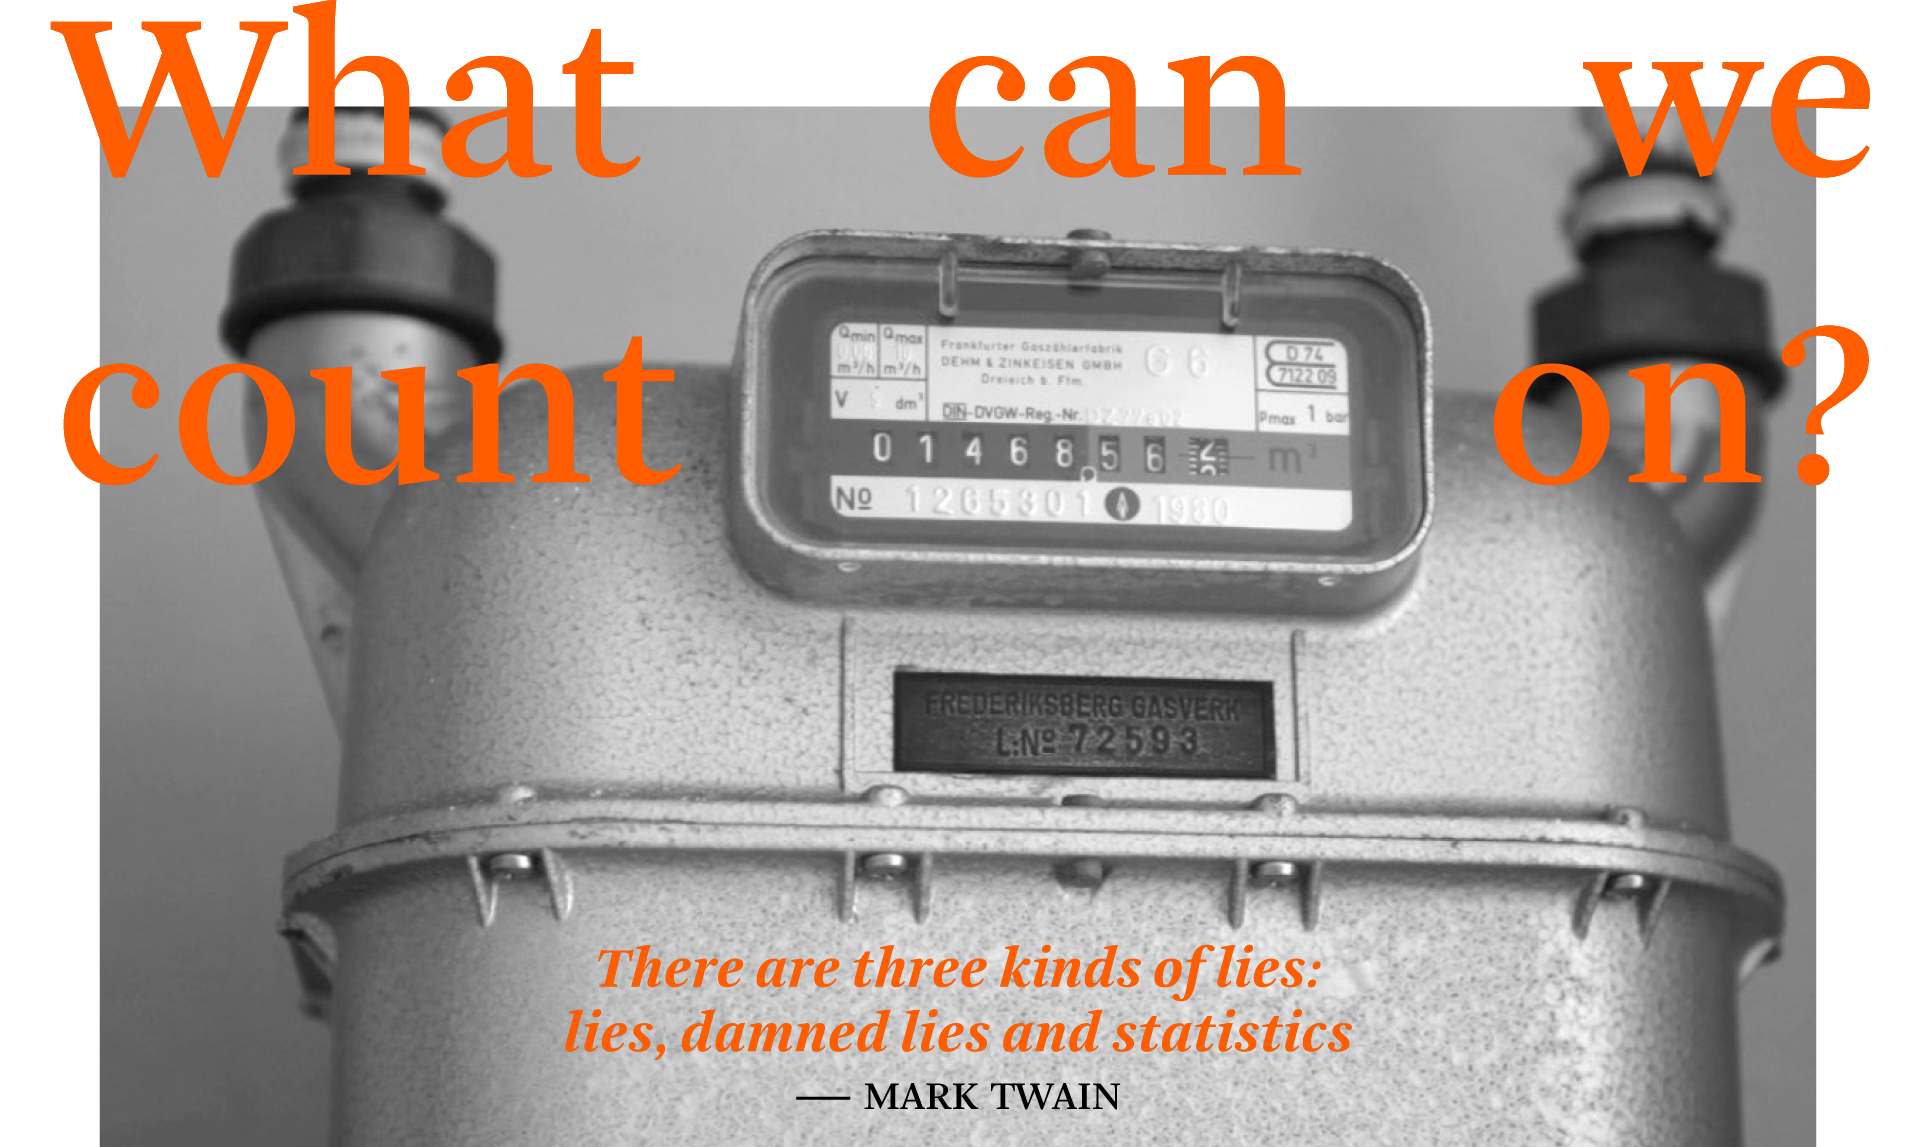 What can we
count on?
Qmin Qmax
m³/h m³/h
V dm³
Frankfurter Gaszählerfabrik
DEHM & ZINKEISEN GMBH
Dreieich b. Ffm.
G 6
DIN-DVGW-Reg.-Nr.
D 74
7122 09
Pmax 1 bar
0 1 4 6 8 5 6 m³
Nº 1265301 1980
FREDERIKSBERG GASVERK
L:Nº 72593
There are three kinds of lies:
lies, damned lies and statistics
— MARK TWAIN